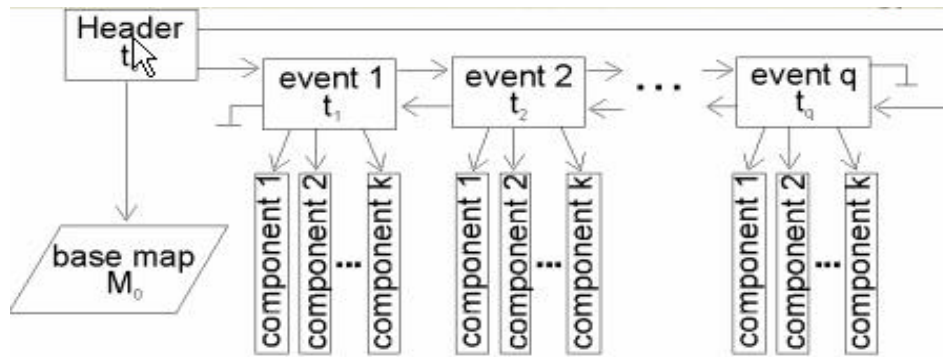 Header
t
event 1
t₁
event 2
t₂
...
event q
t_q
base map
M₀
component 1
component 2
...
component k
component 1
component 2
...
component k
component 1
component 2
...
component k